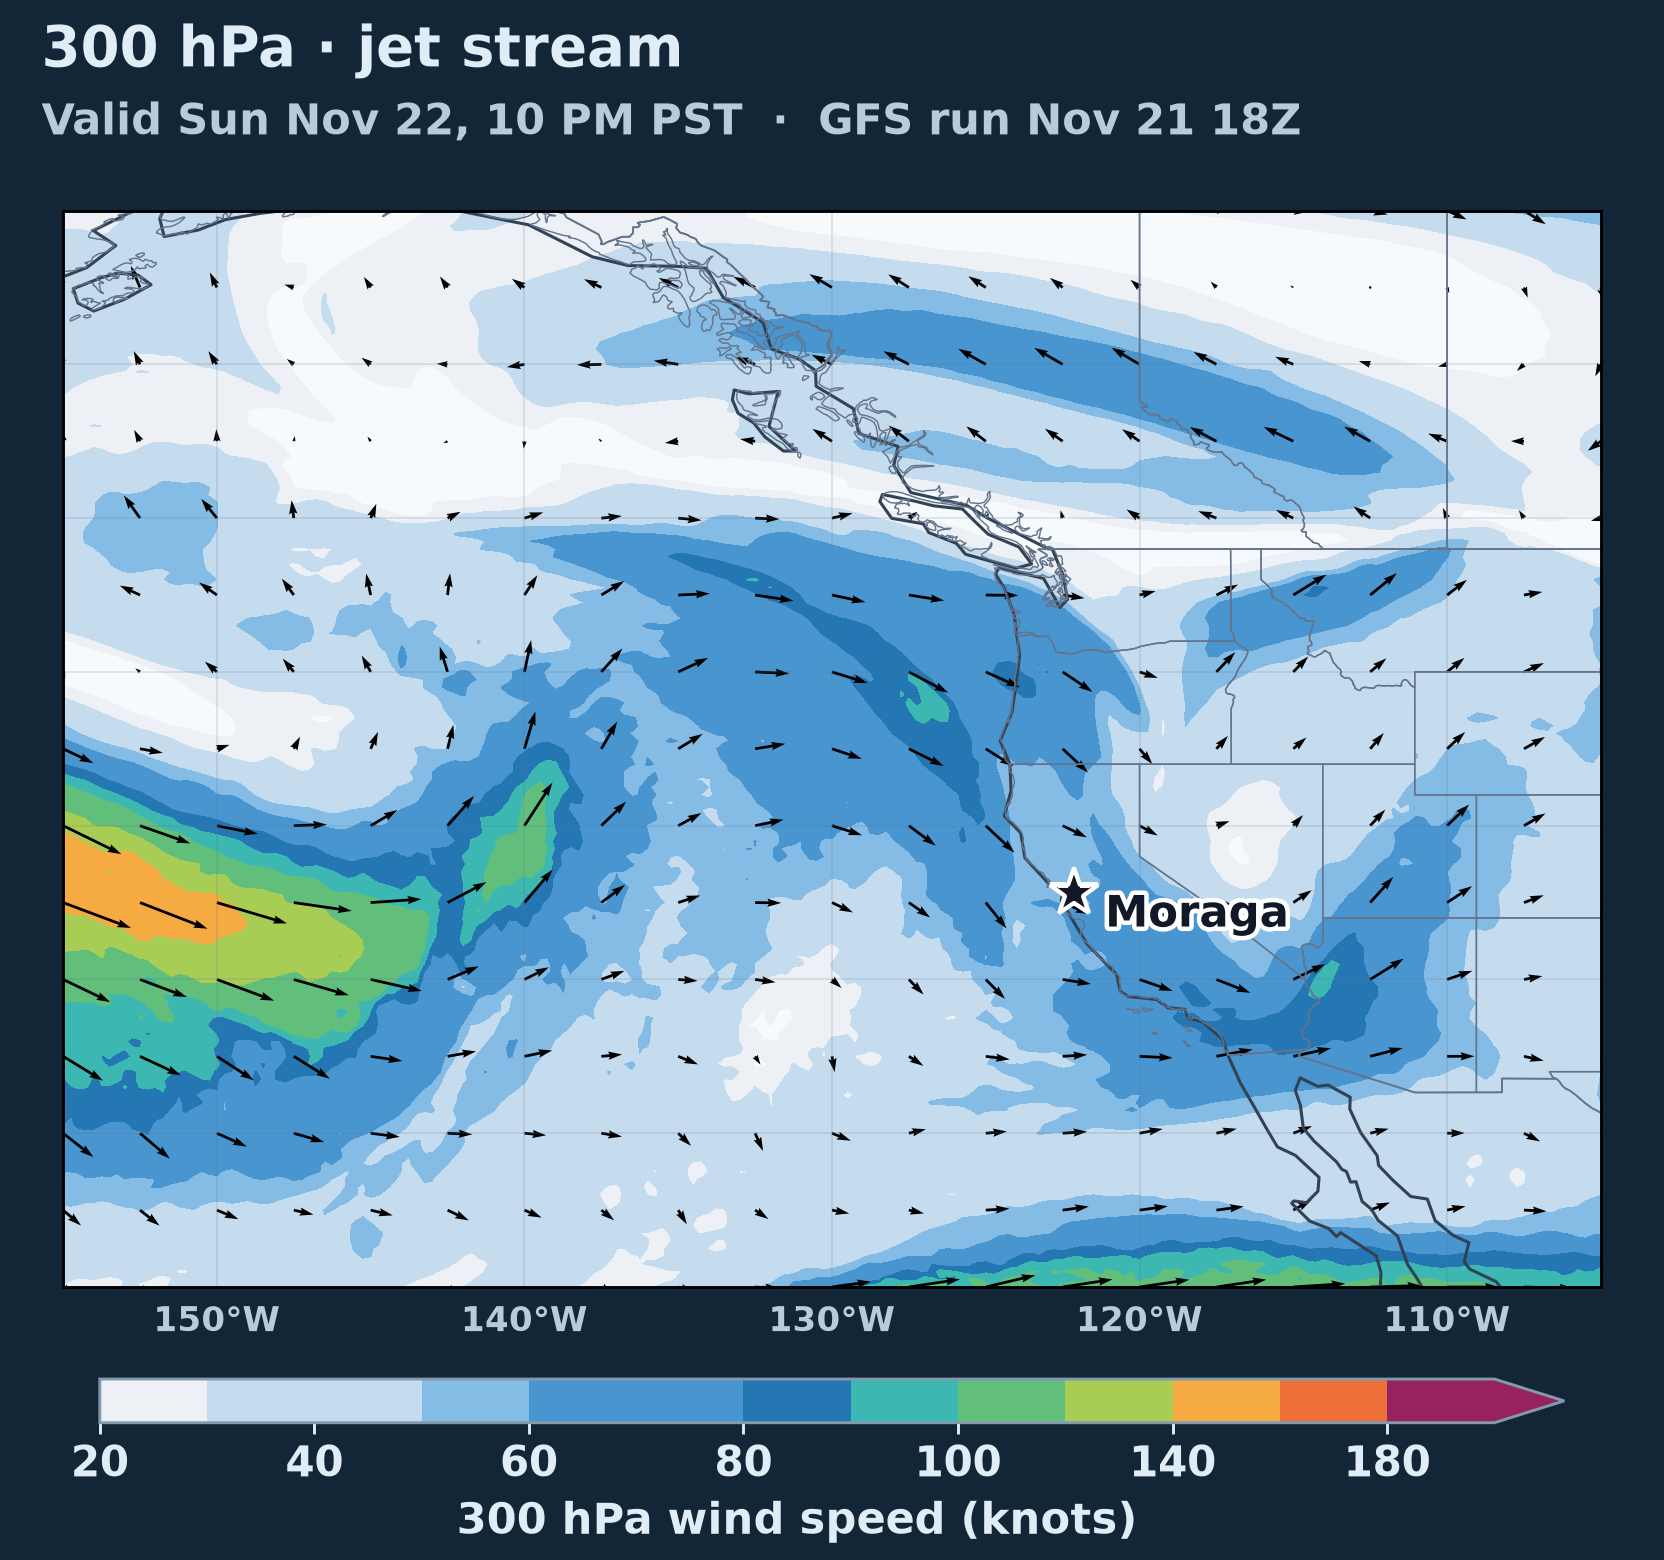 300 hPa · jet stream
Valid Sun Nov 22, 10 PM PST · GFS run Nov 21 18Z
Moraga
150°W 140°W 130°W 120°W 110°W
20 40 60 80 100 140 180
300 hPa wind speed (knots)